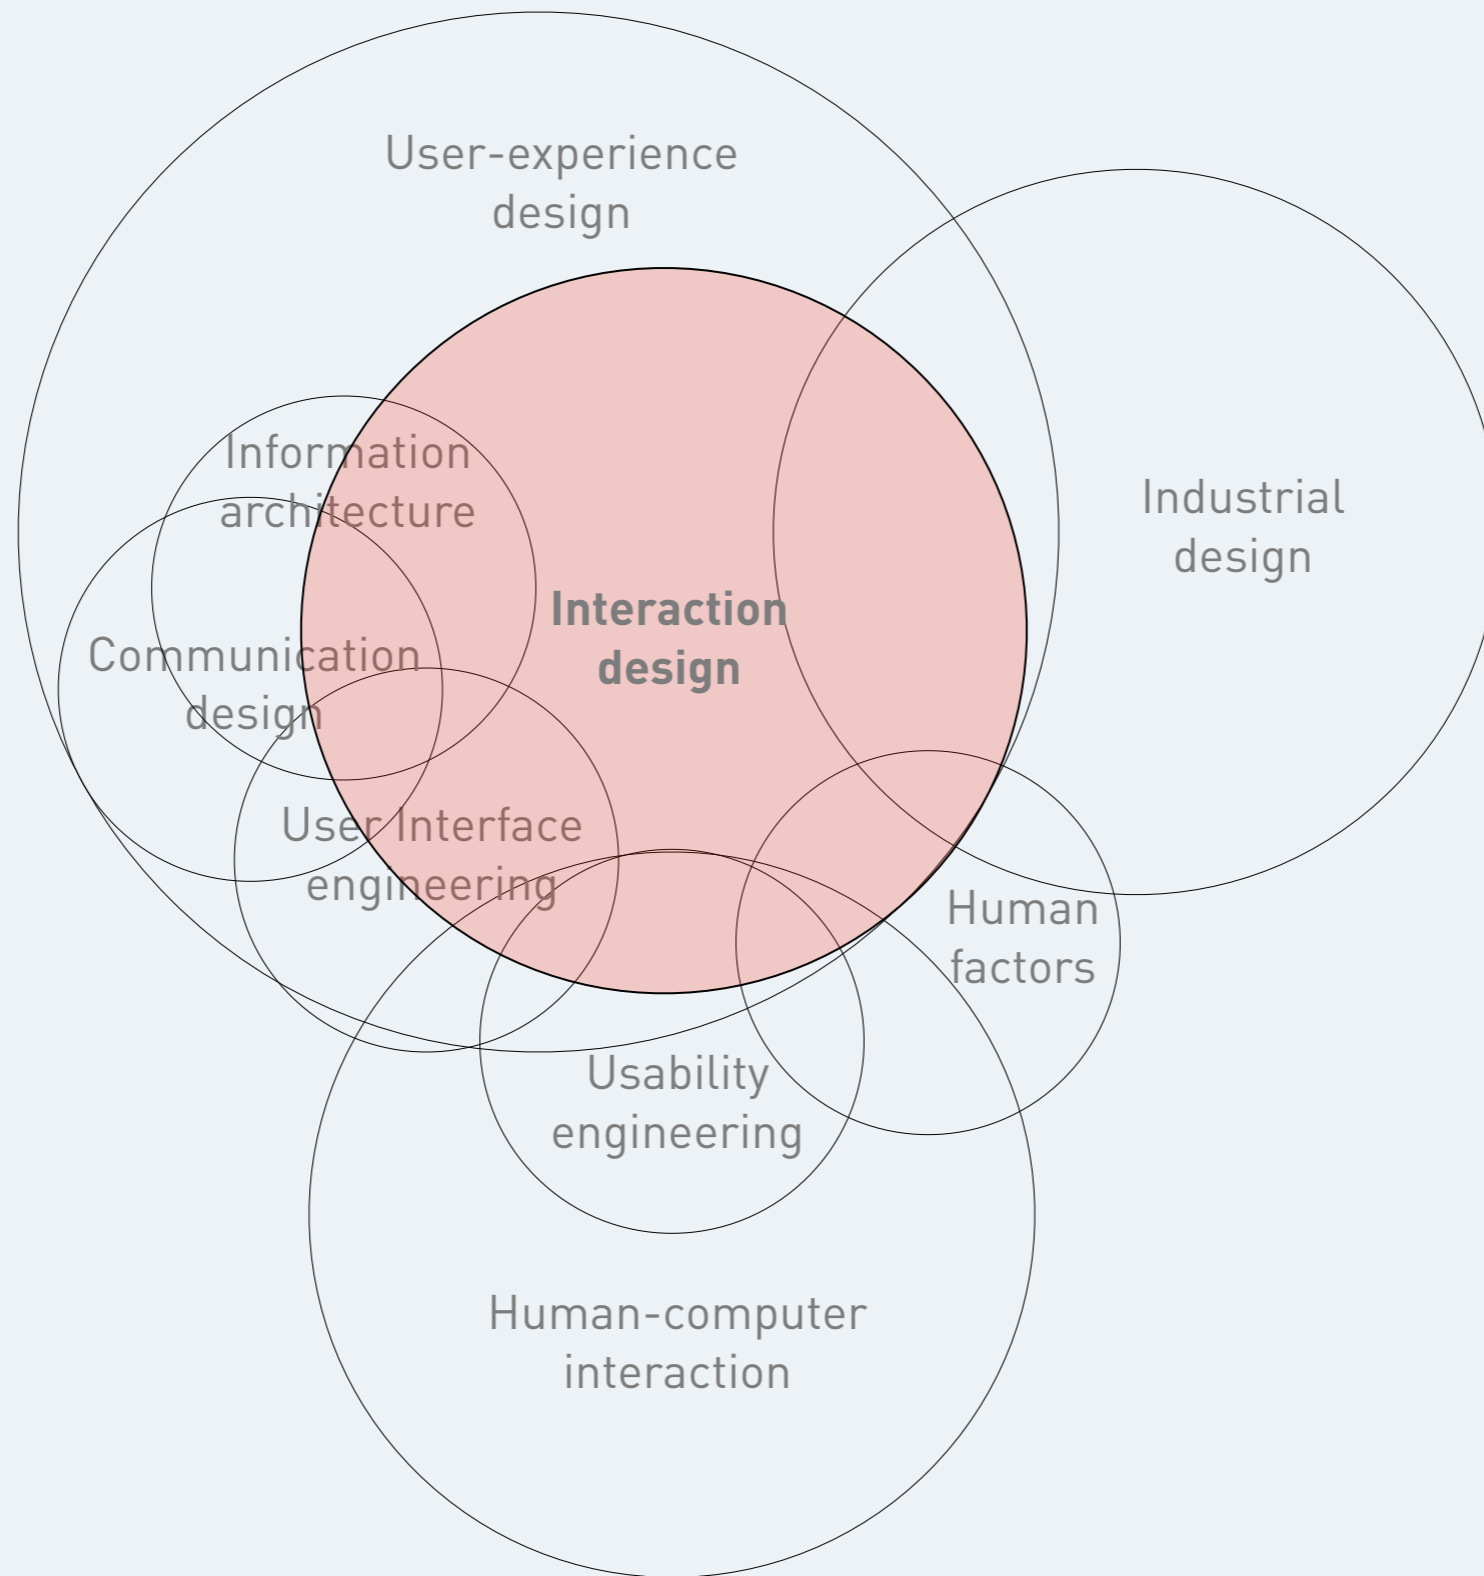 User-experience
design
Information
architecture
Industrial
design
Interaction
design
Communication
design
User Interface
engineering
Human
factors
Usability
engineering
Human-computer
interaction